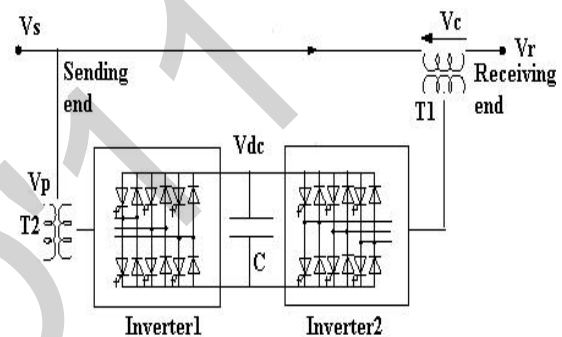 Vs
Vc
Vr
Sending
end
Receiving
end
T1
Vdc
Vp
T2
C
Inverter1
Inverter2